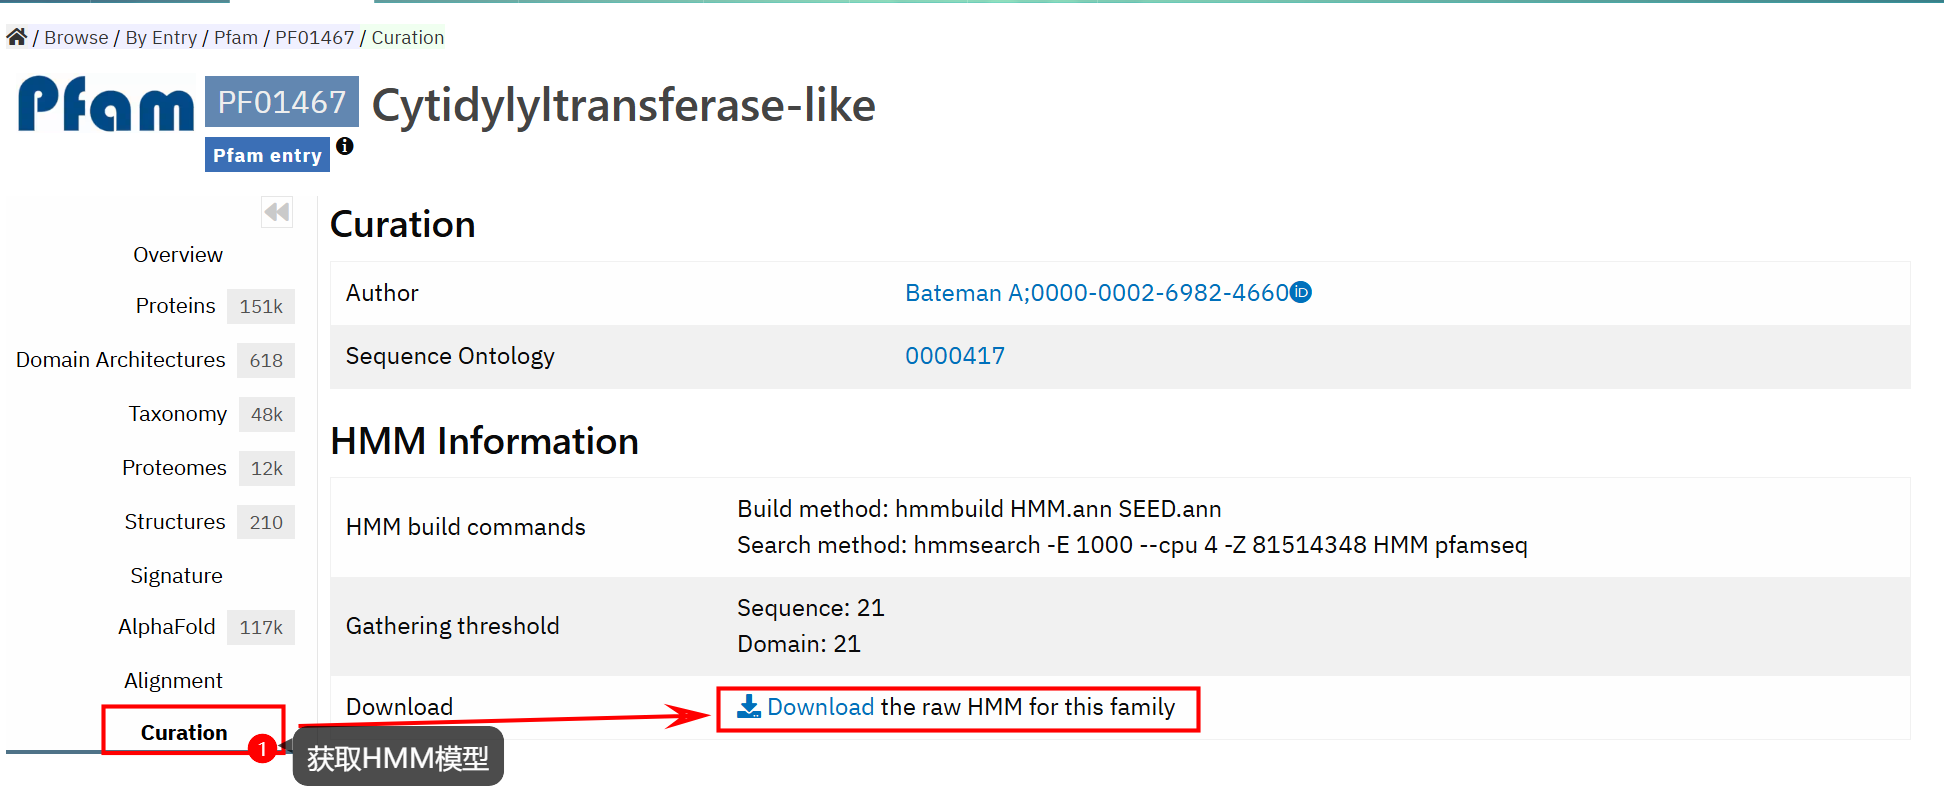 / Browse / By Entry / Pfam / PF01467 / Curation
Pfam PF01467 Cytidylyltransferase-like
Pfam entry
Overview
Proteins 151k
Domain Architectures 618
Taxonomy 48k
Proteomes 12k
Structures 210
Signature
AlphaFold 117k
Alignment
Curation
1
获取HMM模型
Curation
Author Bateman A;0000-0002-6982-4660
Sequence Ontology 0000417
HMM Information
HMM build commands
Build method: hmmbuild HMM.ann SEED.ann
Search method: hmmsearch -E 1000 --cpu 4 -Z 81514348 HMM pfamseq
Gathering threshold
Sequence: 21
Domain: 21
Download Download the raw HMM for this family